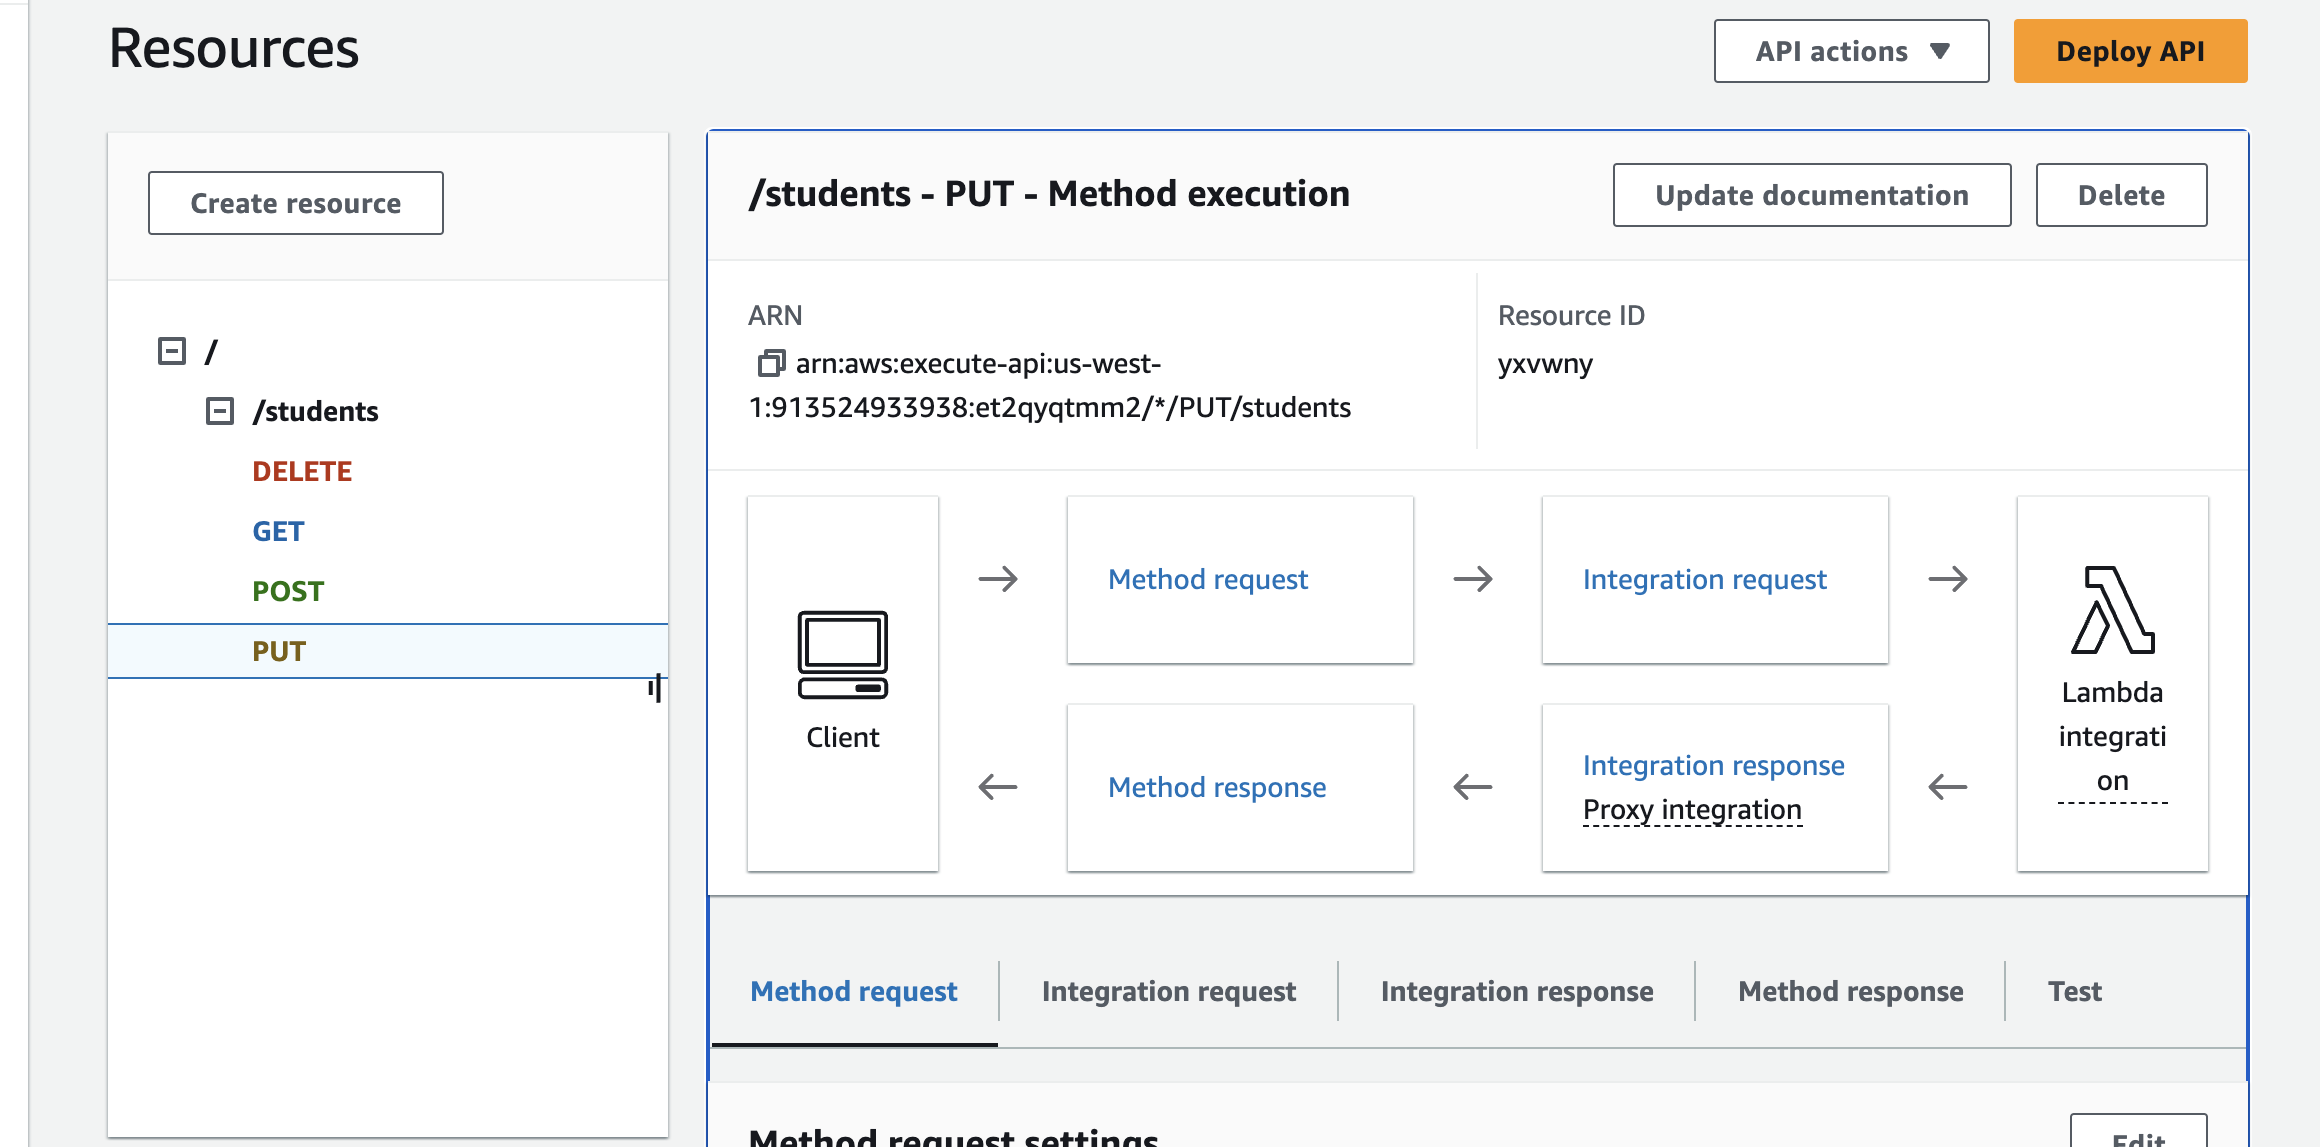 Resources
API actions
Deploy API
Create resource
/
/students
DELETE
GET
POST
PUT
/students - PUT - Method execution
Update documentation
Delete
ARN
arn:aws:execute-api:us-west-
1:913524933938:et2qyqtmm2/*/PUT/students
Resource ID
yxvwny
Client
Method request
Integration request
Lambda
integrati
on
Method response
Integration response
Proxy integration
Method request
Integration request
Integration response
Method response
Test
Method request settings
Edit